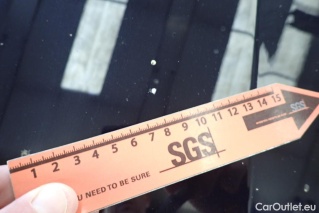 1 2 3 4 5 6 7 8 9 10 11 12 13 14 15
SGS
SGS
U NEED TO BE SURE
CarOutlet.eu